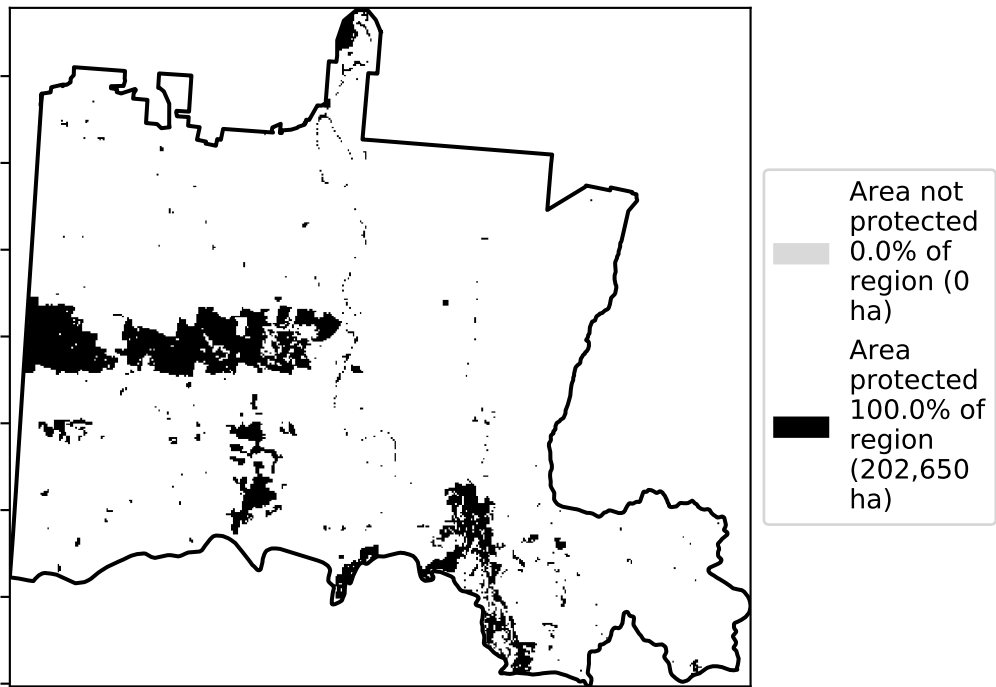 Area not
protected
0.0% of
region (0
ha)
Area
protected
100.0% of
region
(202,650
ha)